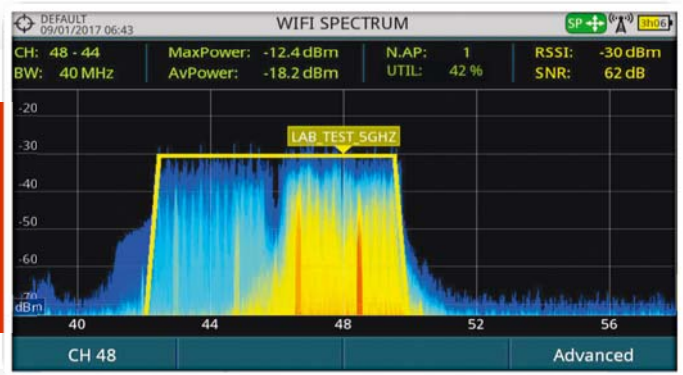 DEFAULT
09/01/2017 06:43
WIFI SPECTRUM
SP
3h06
CH: 48 - 44
MaxPower: -12.4 dBm
N.AP: 1
RSSI: -30 dBm
BW: 40 MHz
AvPower: -18.2 dBm
UTIL: 42 %
SNR: 62 dB
-20
LAB_TEST_5GHZ
-30
-40
-50
-60
-70
dBm
40 44 48 52 56
CH 48
Advanced